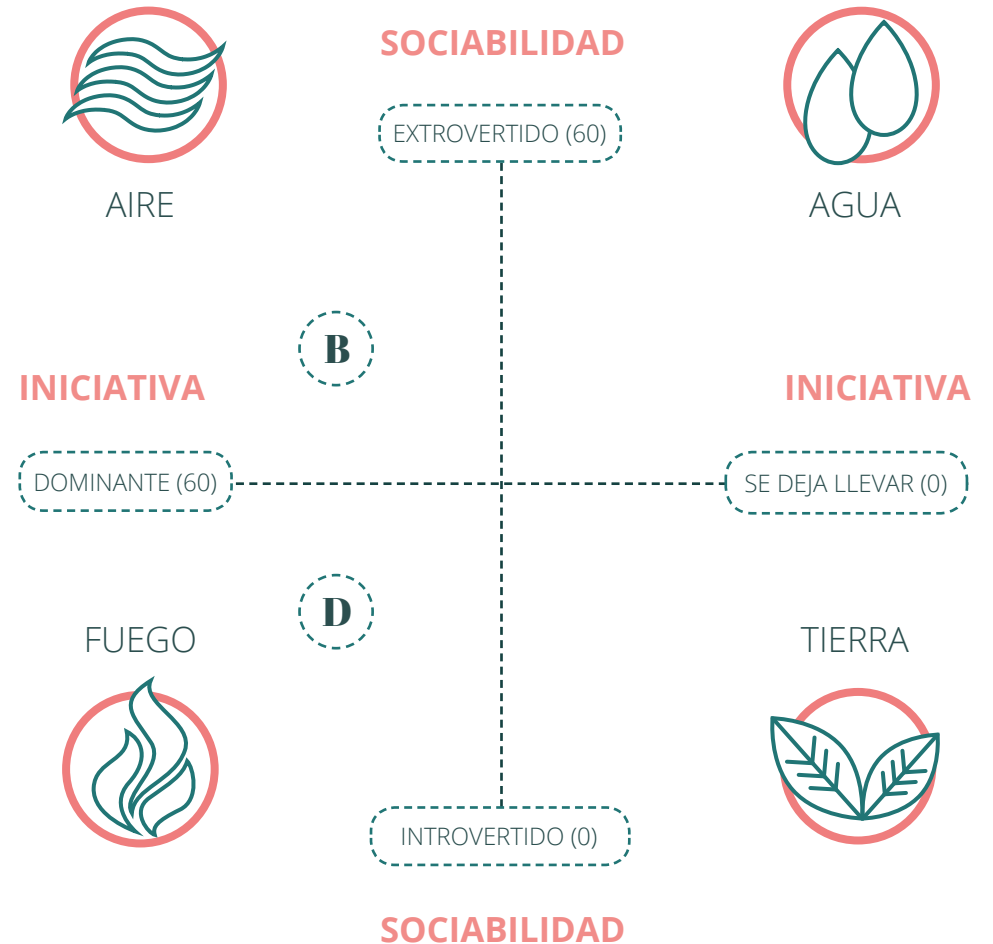 SOCIABILIDAD
EXTROVERTIDO (60)
AIRE
AGUA
B
INICIATIVA
INICIATIVA
DOMINANTE (60)
SE DEJA LLEVAR (0)
D
FUEGO
TIERRA
INTROVERTIDO (0)
SOCIABILIDAD